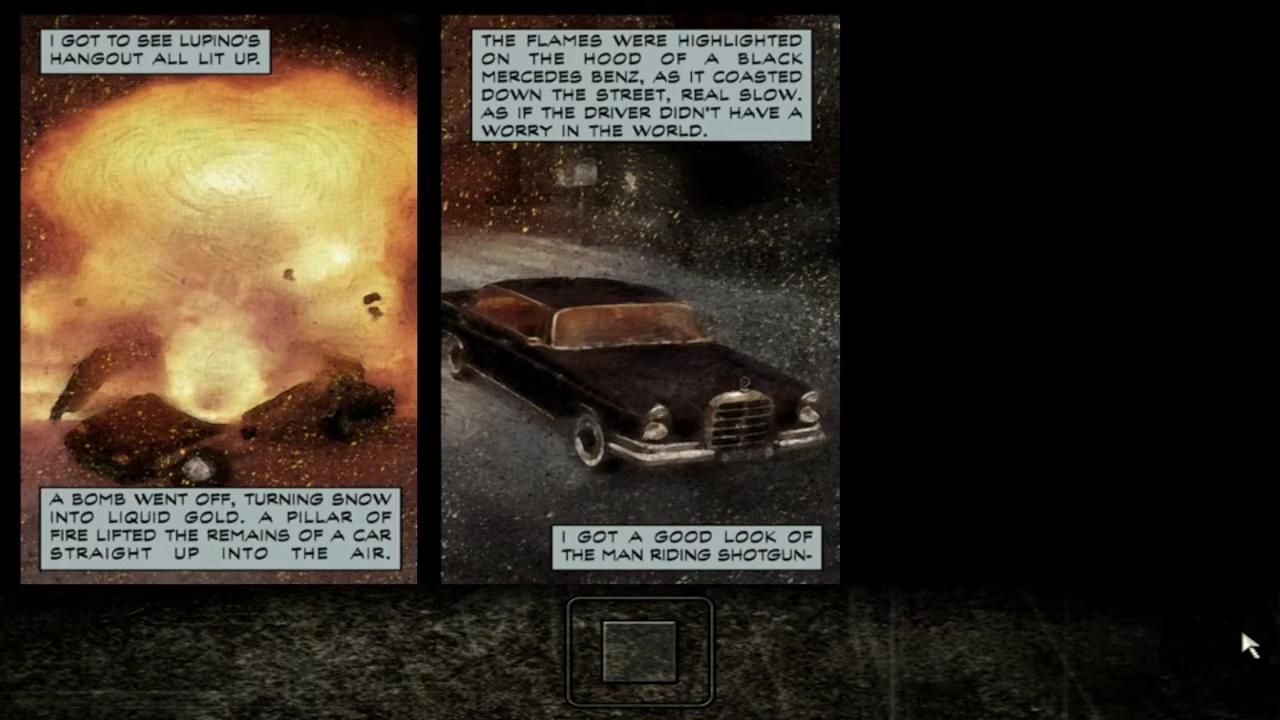 I GOT TO SEE LUPINO'S
HANGOUT ALL LIT UP.
A BOMB WENT OFF, TURNING SNOW
INTO LIQUID GOLD. A PILLAR OF
FIRE LIFTED THE REMAINS OF A CAR
STRAIGHT UP INTO THE AIR.
THE FLAMES WERE HIGHLIGHTED
ON THE HOOD OF A BLACK
MERCEDES BENZ, AS IT COASTED
DOWN THE STREET, REAL SLOW.
AS IF THE DRIVER DIDN'T HAVE A
WORRY IN THE WORLD.
I GOT A GOOD LOOK OF
THE MAN RIDING SHOTGUN-